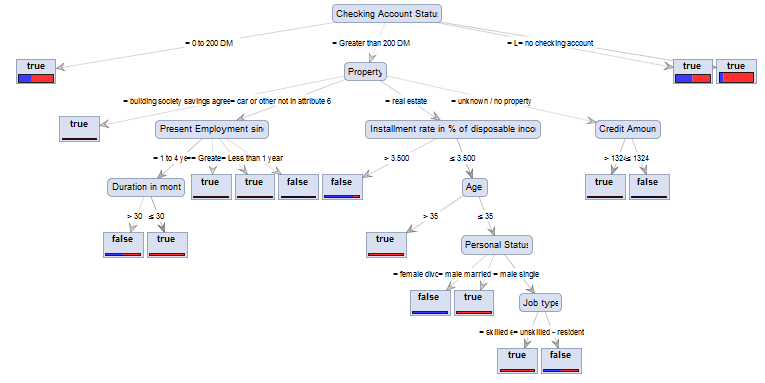 Checking Account Status
= 0 to 200 DM
= Greater than 200 DM
= L= no checking account
true
true
true
Property
= building society savings agree= car or other not in attribute 6
= real estate
= unknown / no property
true
Present Employment sinc
Installment rate in % of disposable inco
Credit Amoun
= 1 to 4 ye== Greate= Less than 1 year
> 3.500
≤ 3.500
> 1324≤ 1324
Duration in mont
true
true
false
false
Age
true
false
> 30
≤ 30
> 35
≤ 35
false
true
true
Personal Status
= female divc= male married = male single
false
true
Job type
= skilled e= unskilled - resident
true
false